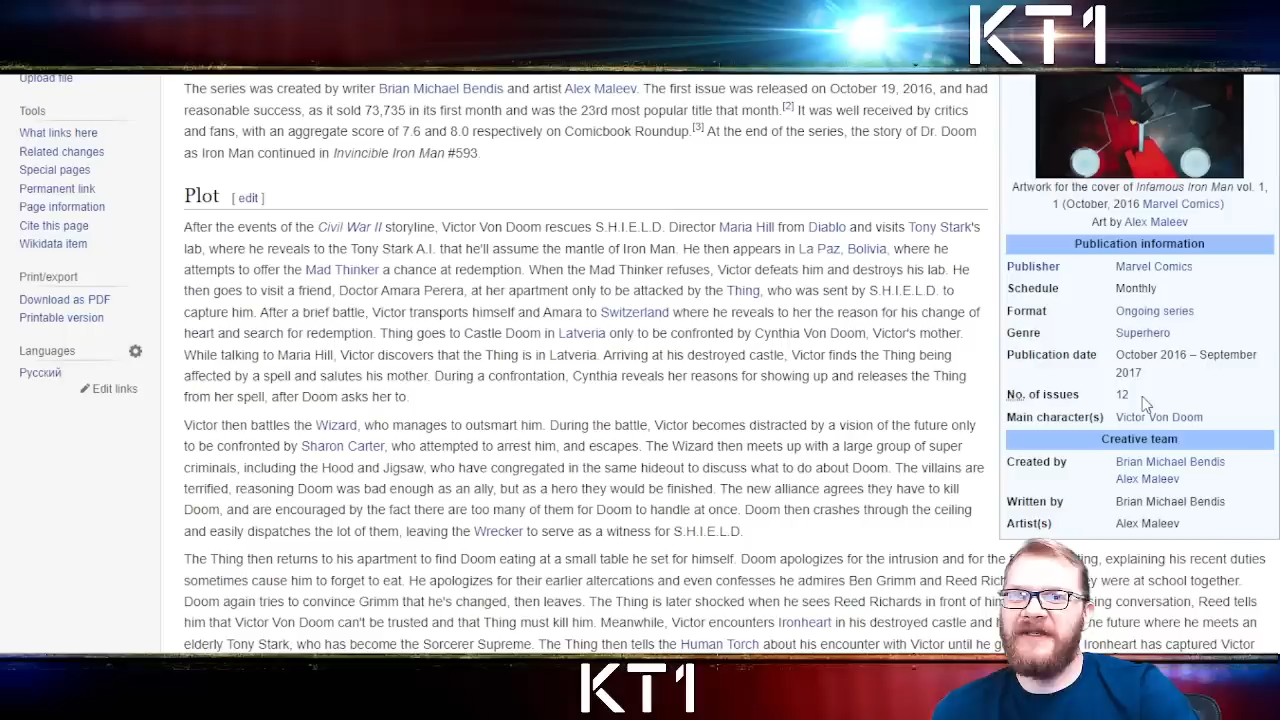 KT1
Upload file
Tools
What links here
Related changes
Special pages
Permanent link
Page information
Cite this page
Wikidata item
Print/export
Download as PDF
Printable version
Languages
Русский
Edit links
The series was created by writer Brian Michael Bendis and artist Alex Maleev. The first issue was released on October 19, 2016, and had
reasonable success, as it sold 73,735 in its first month and was the 23rd most popular title that month.[2] It was well received by critics
and fans, with an aggregate score of 7.6 and 8.0 respectively on Comicbook Roundup.[3] At the end of the series, the story of Dr. Doom
as Iron Man continued in Invincible Iron Man #593.
Plot [ edit ]
After the events of the Civil War II storyline, Victor Von Doom rescues S.H.I.E.L.D. Director Maria Hill from Diablo and visits Tony Stark's
lab, where he reveals to the Tony Stark A.I. that he'll assume the mantle of Iron Man. He then appears in La Paz, Bolivia, where he
attempts to offer the Mad Thinker a chance at redemption. When the Mad Thinker refuses, Victor defeats him and destroys his lab. He
then goes to visit a friend, Doctor Amara Perera, at her apartment only to be attacked by the Thing, who was sent by S.H.I.E.L.D. to
capture him. After a brief battle, Victor transports himself and Amara to Switzerland where he reveals to her the reason for his change of
heart and search for redemption. Thing goes to Castle Doom in Latveria only to be confronted by Cynthia Von Doom, Victor's mother.
While talking to Maria Hill, Victor discovers that the Thing is in Latveria. Arriving at his destroyed castle, Victor finds the Thing being
affected by a spell and salutes his mother. During a confrontation, Cynthia reveals her reasons for showing up and releases the Thing
from her spell, after Doom asks her to.
Victor then battles the Wizard, who manages to outsmart him. During the battle, Victor becomes distracted by a vision of the future only
to be confronted by Sharon Carter, who attempted to arrest him, and escapes. The Wizard then meets up with a large group of super
criminals, including the Hood and Jigsaw, who have congregated in the same hideout to discuss what to do about Doom. The villains are
terrified, reasoning Doom was bad enough as an ally, but as a hero they would be finished. The new alliance agrees they have to kill
Doom, and are encouraged by the fact there are too many of them for Doom to handle at once. Doom then crashes through the ceiling
and easily dispatches the lot of them, leaving the Wrecker to serve as a witness for S.H.I.E.L.D.
The Thing then returns to his apartment to find Doom eating at a small table he set for himself. Doom apologizes for the intrusion and for the explaining his recent duties
sometimes cause him to forget to eat. He apologizes for their earlier altercations and even confesses he admires Ben Grimm and Reed were at school together.
Doom again tries to convince Grimm that he's changed, then leaves. The Thing is later shocked when he sees Reed Richards in front of conversation, Reed tells
him that Victor Von Doom can't be trusted and that Thing must kill him. Meanwhile, Victor encounters Ironheart in his destroyed castle and future where he meets an
elderly Tony Stark, who has become the Sorcerer Supreme. The Thing then tells the Human Torch about his encounter with Victor until he Ironheart has captured Victor
Artwork for the cover of Infamous Iron Man vol. 1,
1 (October, 2016 Marvel Comics)
Art by Alex Maleev
Publication information
Publisher Marvel Comics
Schedule Monthly
Format Ongoing series
Genre Superhero
Publication date October 2016 – September
2017
No. of issues 12
Main character(s) Victor Von Doom
Creative team
Created by Brian Michael Bendis
Alex Maleev
Written by Brian Michael Bendis
Artist(s) Alex Maleev
KT1